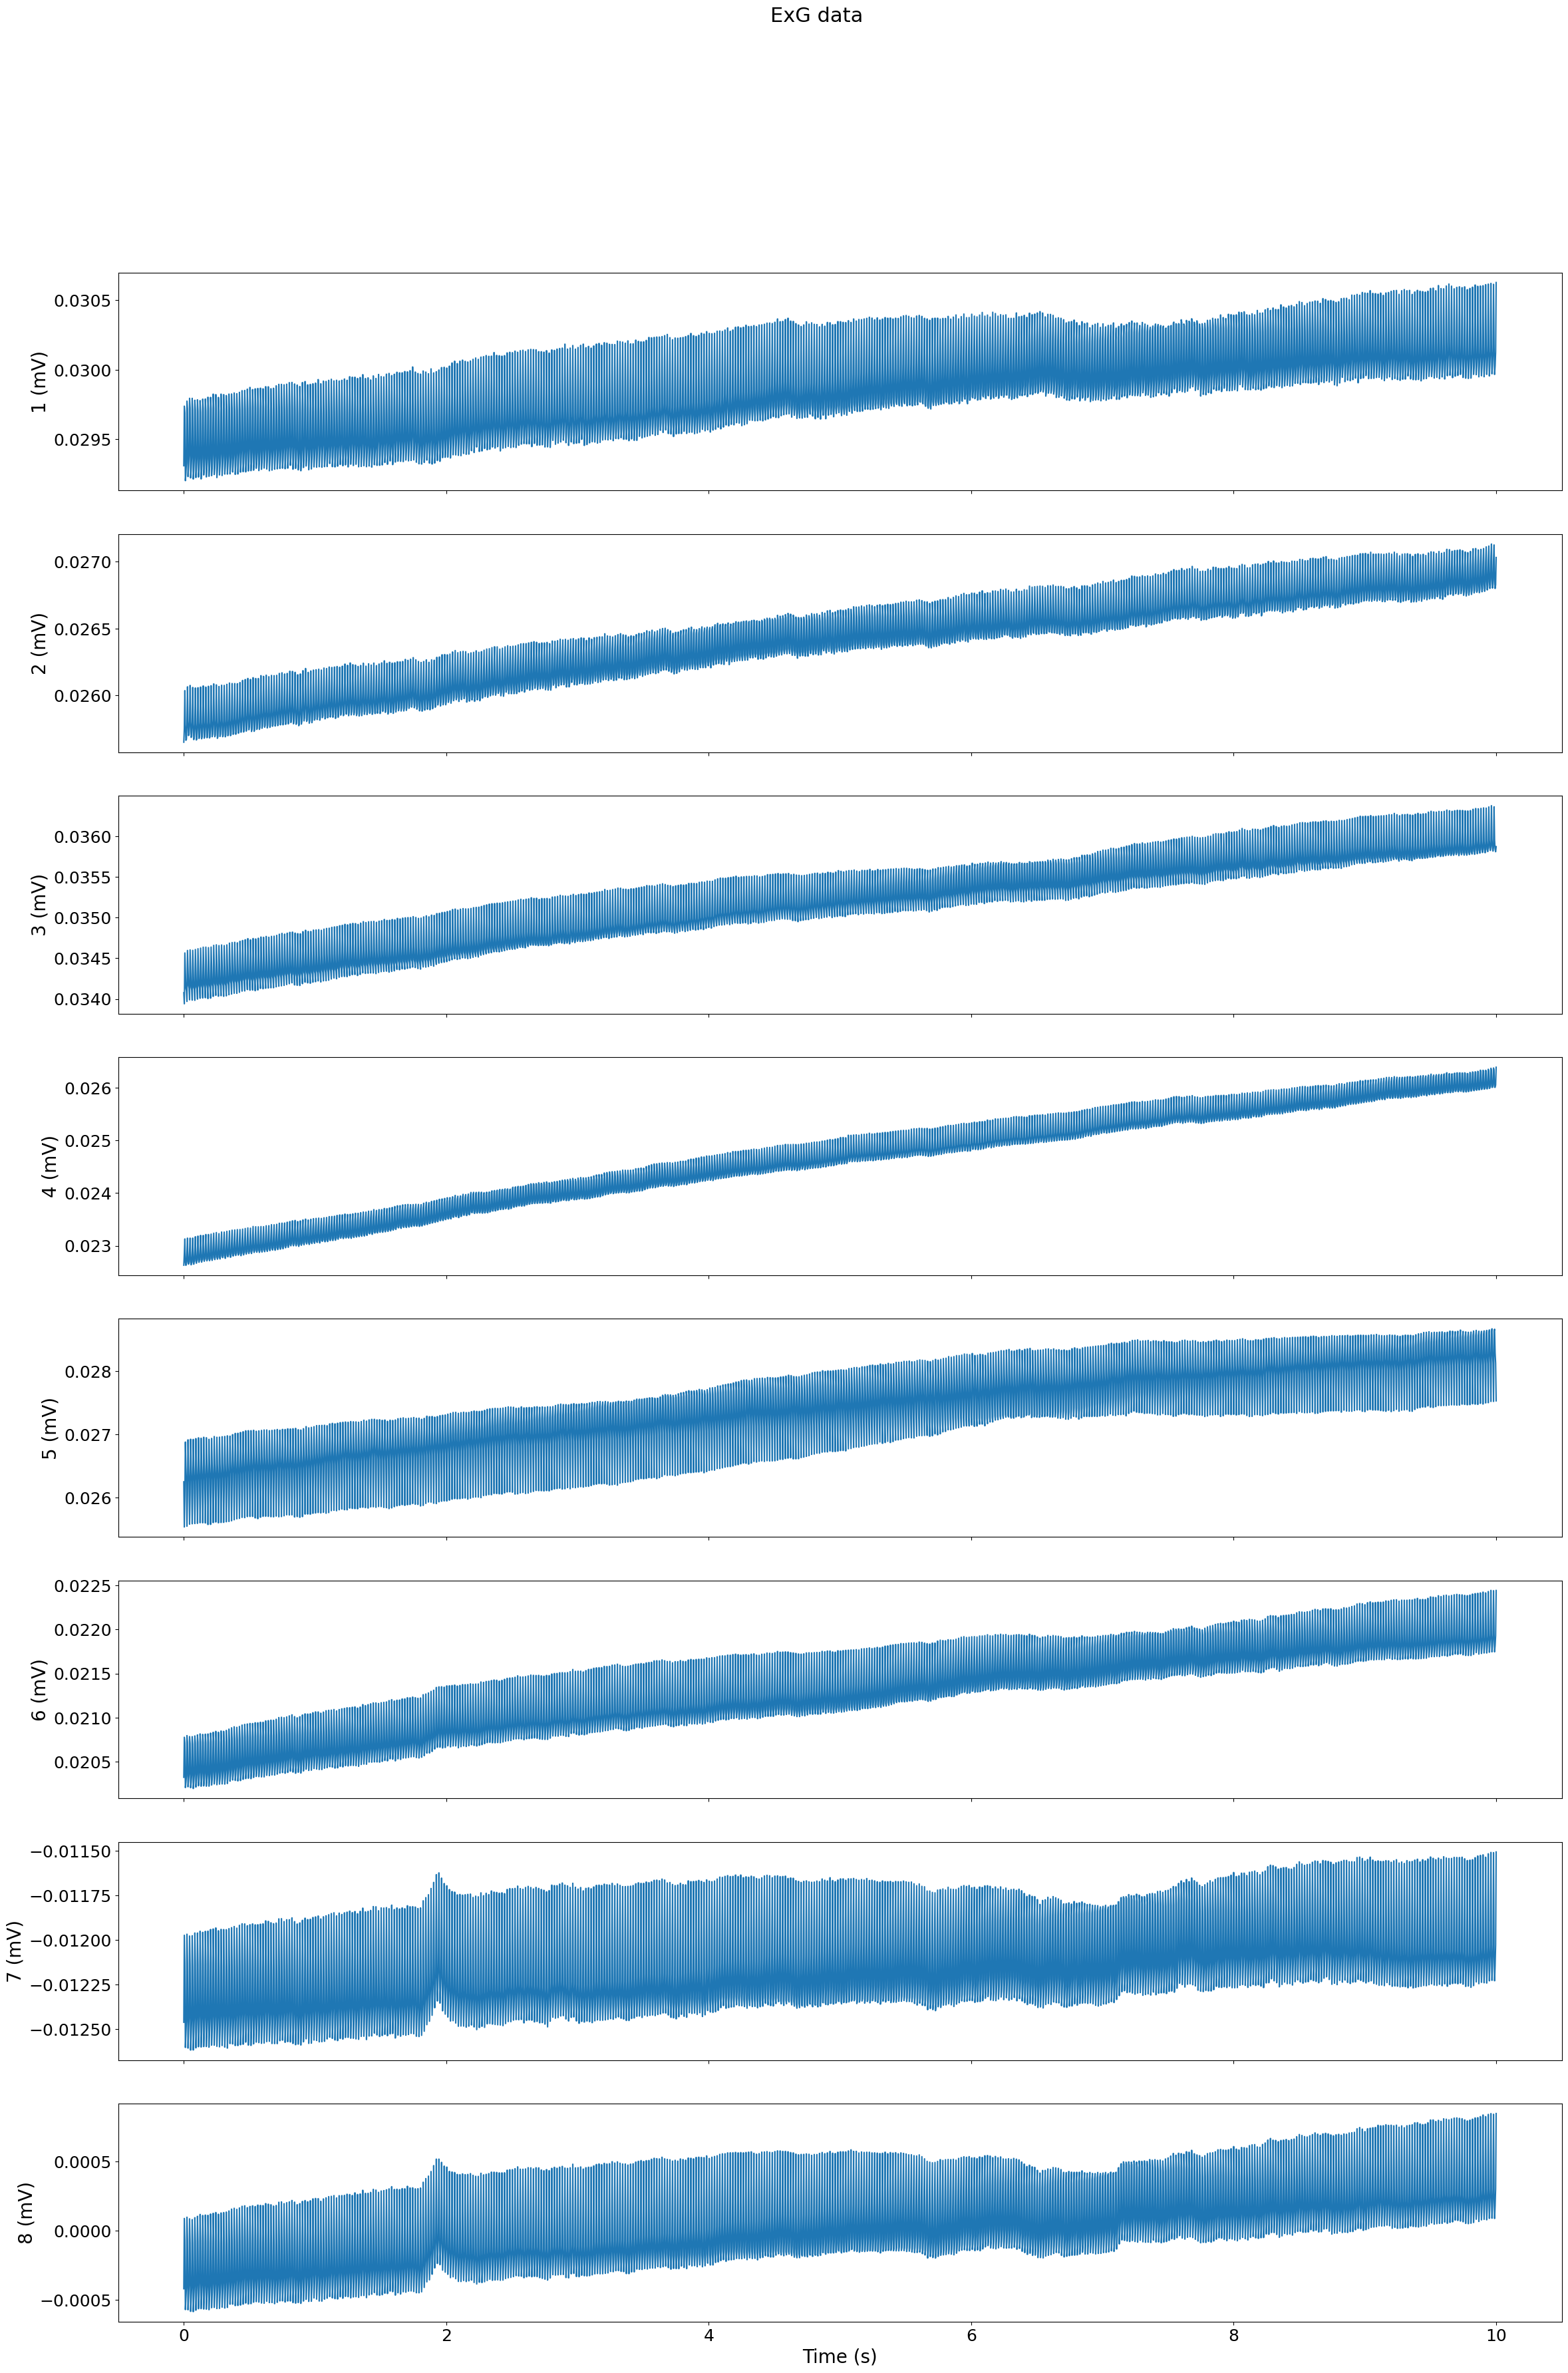 ExG data
0.0305
0.0300
0.0295
1 (mV)
0.0270
0.0265
0.0260
2 (mV)
0.0360
0.0355
0.0350
0.0345
0.0340
3 (mV)
0.026
0.025
0.024
0.023
4 (mV)
0.028
0.027
0.026
5 (mV)
0.0225
0.0220
0.0215
0.0210
0.0205
6 (mV)
−0.01150
−0.01175
−0.01200
−0.01225
−0.01250
7 (mV)
0.0005
0.0000
−0.0005
8 (mV)
0 2 4 6 8 10
Time (s)